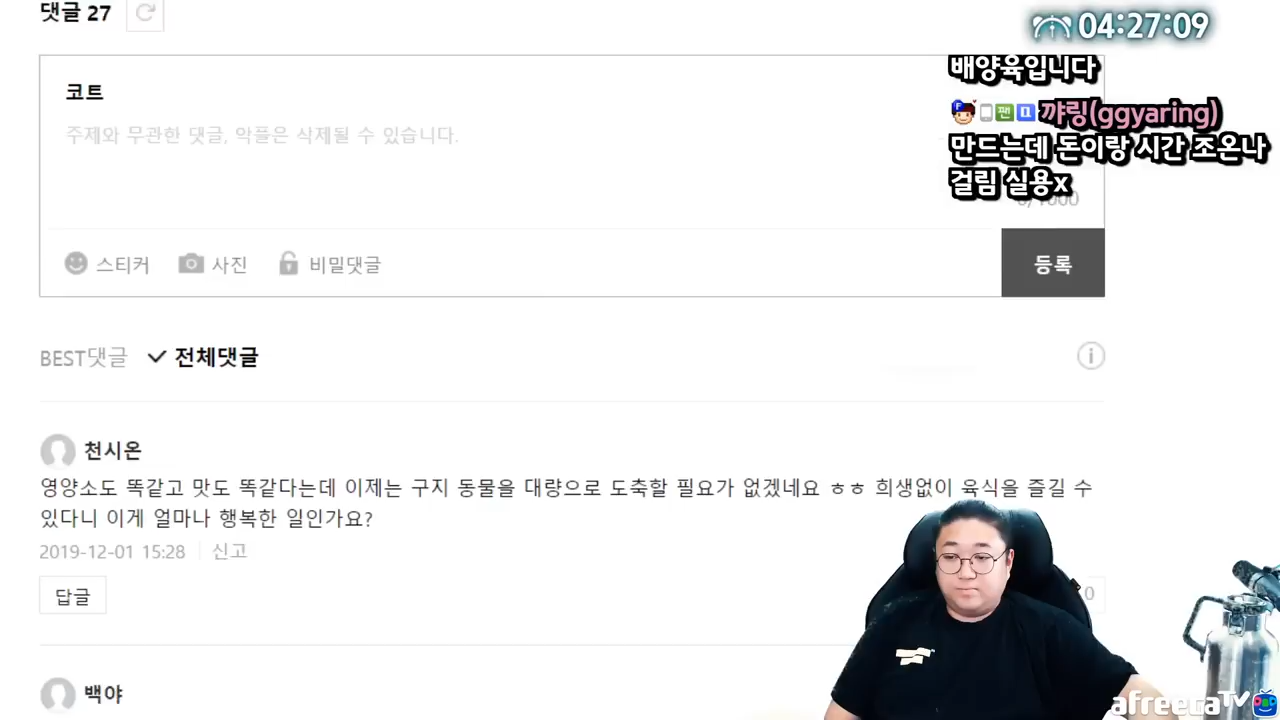 댓글 27
04:27:09
배양육입니다
꺄링(ggyaring)
만드는데 돈이랑 시간 조온나
걸림 실용x
코트
주제와 무관한 댓글, 악플은 삭제될 수 있습니다.
스티커 사진 비밀댓글
등록
BEST댓글 전체댓글
천시온
영양소도 똑같고 맛도 똑같다는데 이제는 구지 동물을 대량으로 도축할 필요가 없겠네요 ㅎㅎ 희생없이 육식을 즐길 수
있다니 이게 얼마나 행복한 일인가요?
2019-12-01 15:28 신고
답글
0
백야
afreecaTV